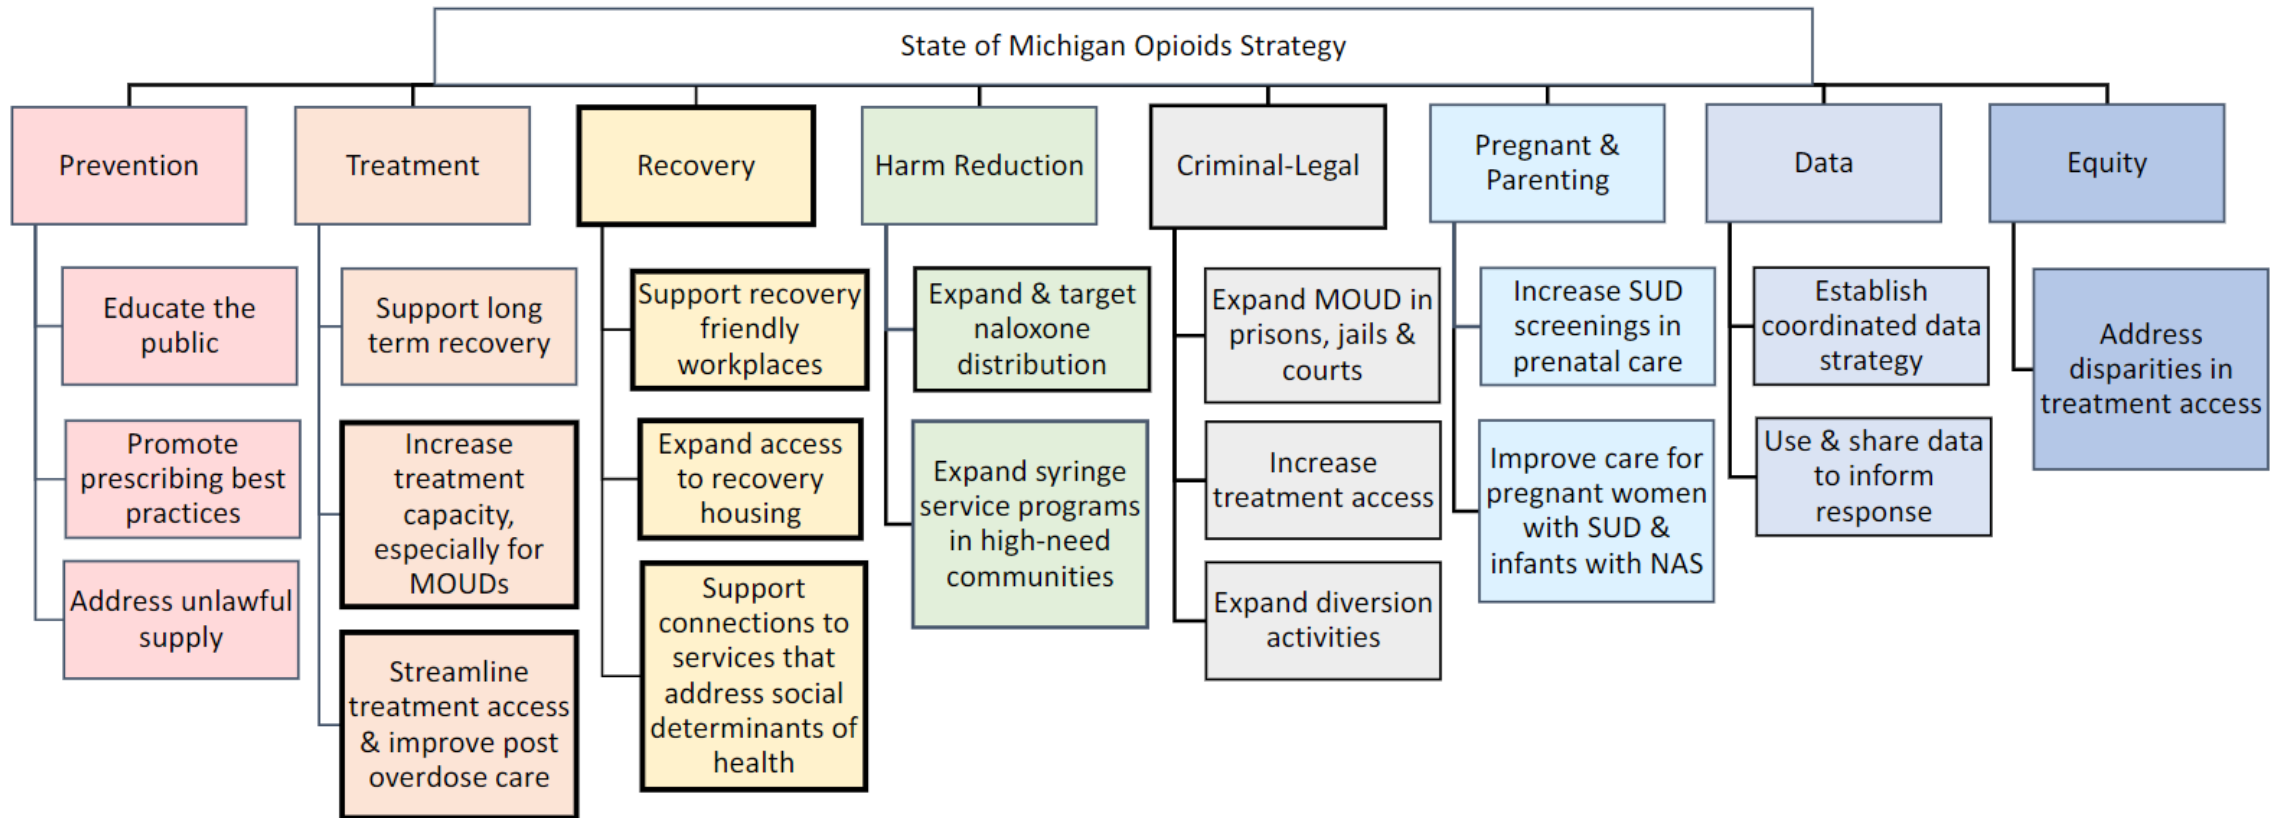 State of Michigan Opioids Strategy
Prevention
Educate the
public
Promote
prescribing best
practices
Address unlawful
supply
Treatment
Support long
term recovery
Increase
treatment
capacity,
especially for
MOUDs
Streamline
treatment access
& improve post
overdose care
Recovery
Support recovery
friendly
workplaces
Expand access
to recovery
housing
Support
connections to
services that
address social
determinants of
health
Harm Reduction
Expand & target
naloxone
distribution
Expand syringe
service programs
in high-need
communities
Criminal-Legal
Expand MOUD in
prisons, jails &
courts
Increase
treatment access
Expand diversion
activities
Pregnant &
Parenting
Increase SUD
screenings in
prenatal care
Improve care for
pregnant women
with SUD &
infants with NAS
Data
Establish
coordinated data
strategy
Use & share data
to inform
response
Equity
Address
disparities in
treatment access